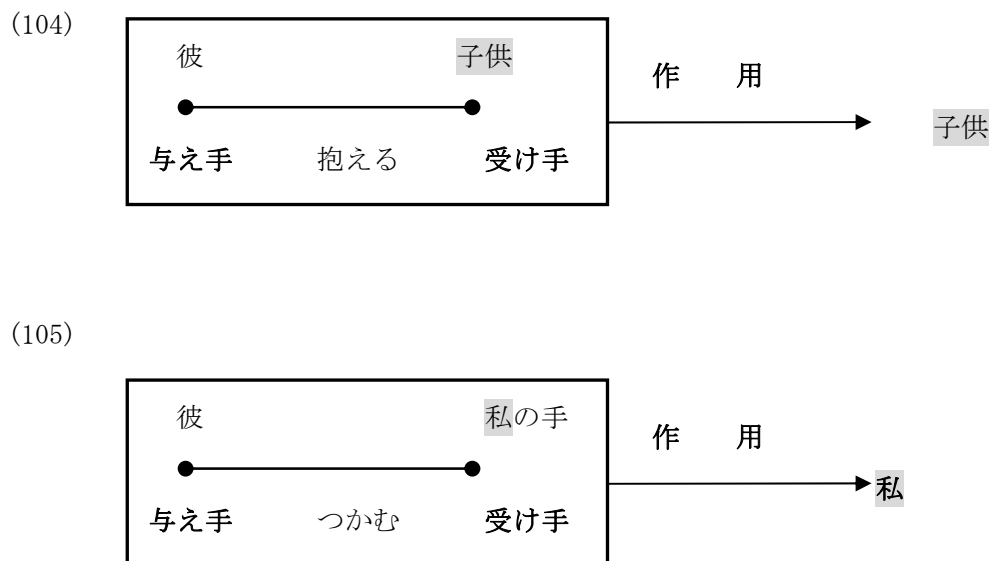 (104)
彼 子供
作 用
子供
与え手 抱える 受け手
(105)
彼 私の手
作 用
私
与え手 つかむ 受け手